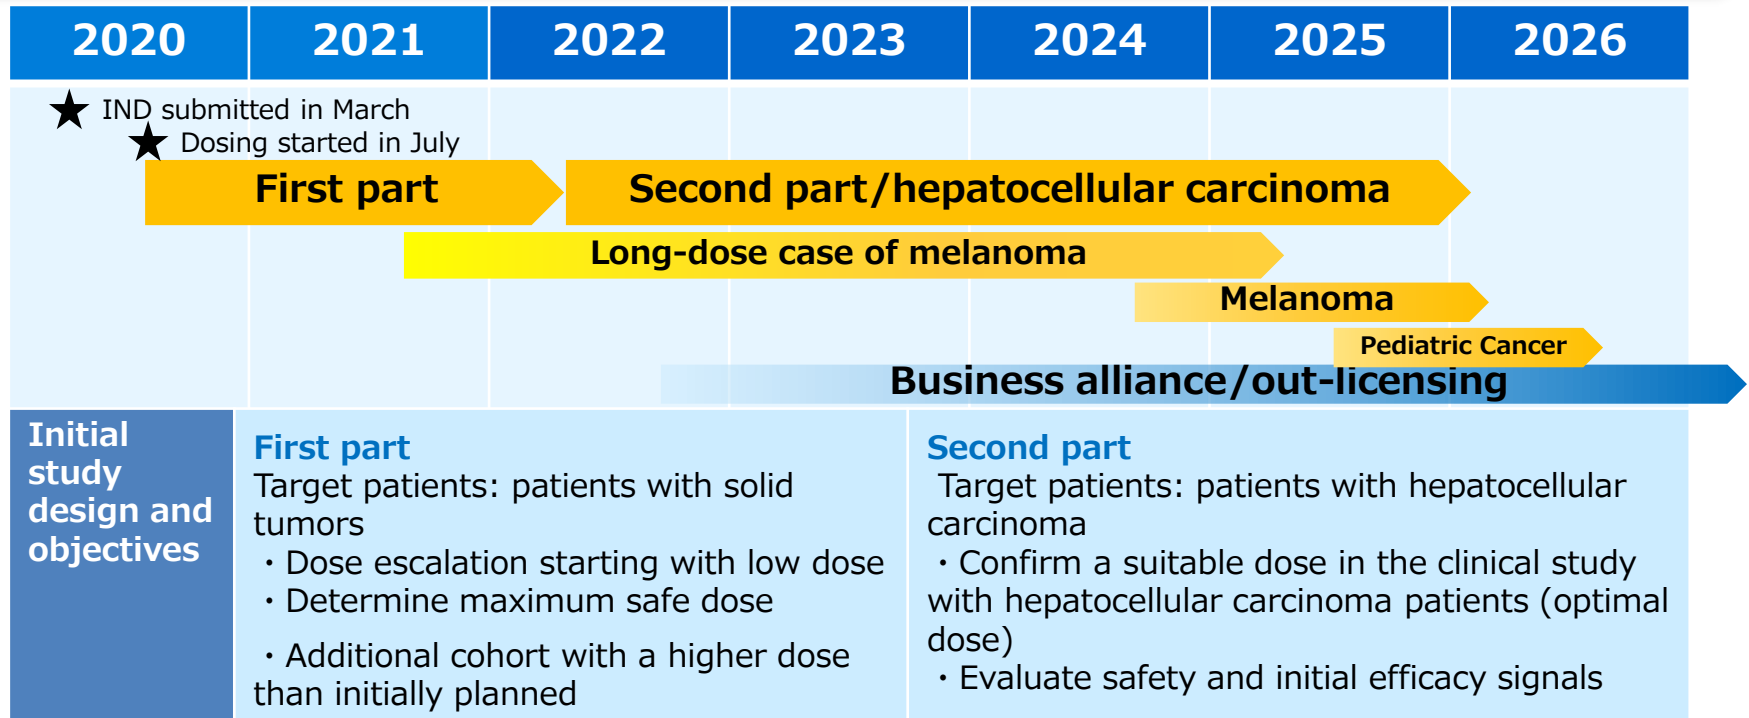 2020 2021 2022 2023 2024 2025 2026
IND submitted in March
Dosing started in July
First part
Second part/hepatocellular carcinoma
Long-dose case of melanoma
Melanoma
Pediatric Cancer
Business alliance/out-licensing
Initial
study
design and
objectives
First part
Target patients: patients with solid
tumors
・Dose escalation starting with low dose
・Determine maximum safe dose
・Additional cohort with a higher dose
than initially planned
Second part
Target patients: patients with hepatocellular
carcinoma
・Confirm a suitable dose in the clinical study
with hepatocellular carcinoma patients (optimal
dose)
・Evaluate safety and initial efficacy signals